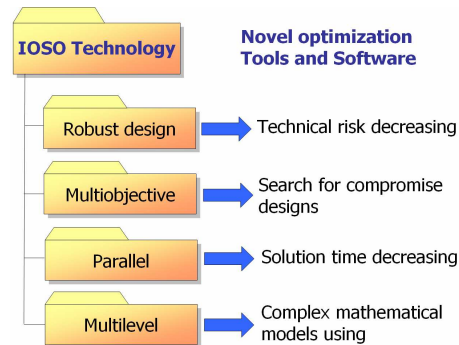 IOSO Technology
Novel optimization
Tools and Software
Robust design
Technical risk decreasing
Multiobjective
Search for compromise
designs
Parallel
Solution time decreasing
Multilevel
Complex mathematical
models using